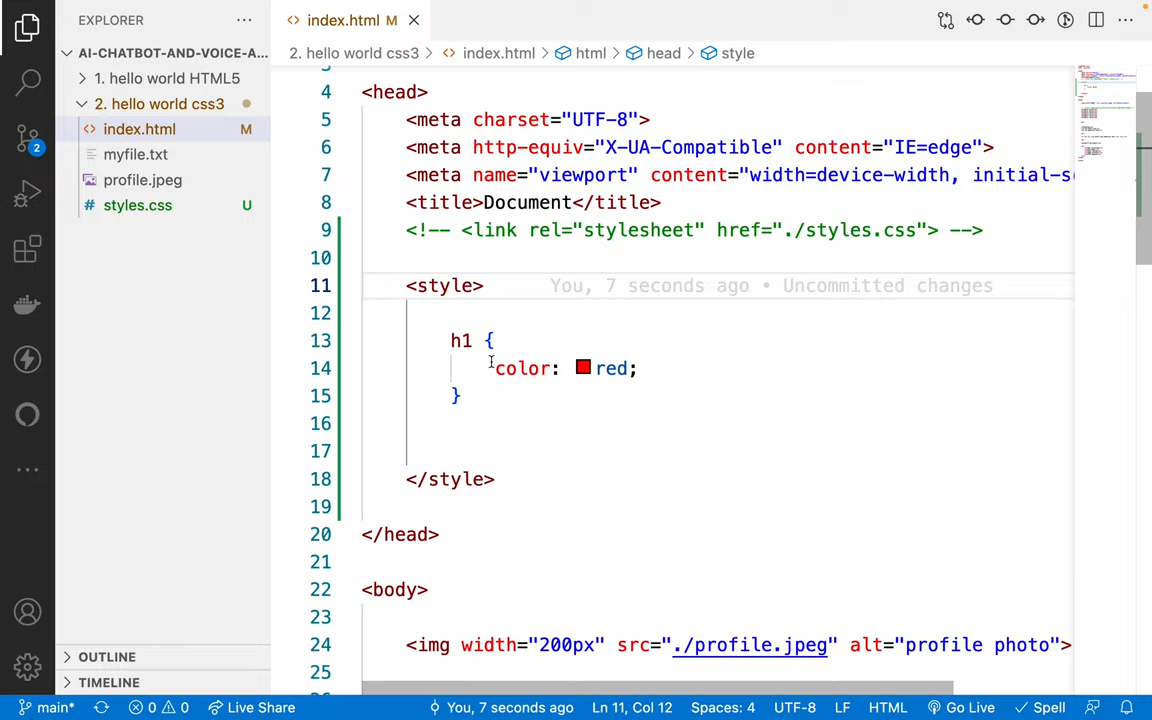 EXPLORER
index.html M
AI-CHATBOT-AND-VOICE-A...
2. hello world css3 > index.html > html > head > style
1. hello world HTML5
2. hello world css3
index.html M
myfile.txt
profile.jpeg
styles.css U
2
4 <head>
5 <meta charset="UTF-8">
6 <meta http-equiv="X-UA-Compatible" content="IE=edge">
7 <meta name="viewport" content="width=device-width, initial-s
8 <title>Document</title>
9 <!-- <link rel="stylesheet" href="./styles.css"> -->
10
11 <style> You, 7 seconds ago • Uncommitted changes
12
13 h1 {
14 color: red;
15 }
16
17
18 </style>
19
20 </head>
21
22 <body>
23
24 <img width="200px" src="./profile.jpeg" alt="profile photo">
25
OUTLINE
TIMELINE
main* 0 0 Live Share You, 7 seconds ago Ln 11, Col 12 Spaces: 4 UTF-8 LF HTML Go Live Spell